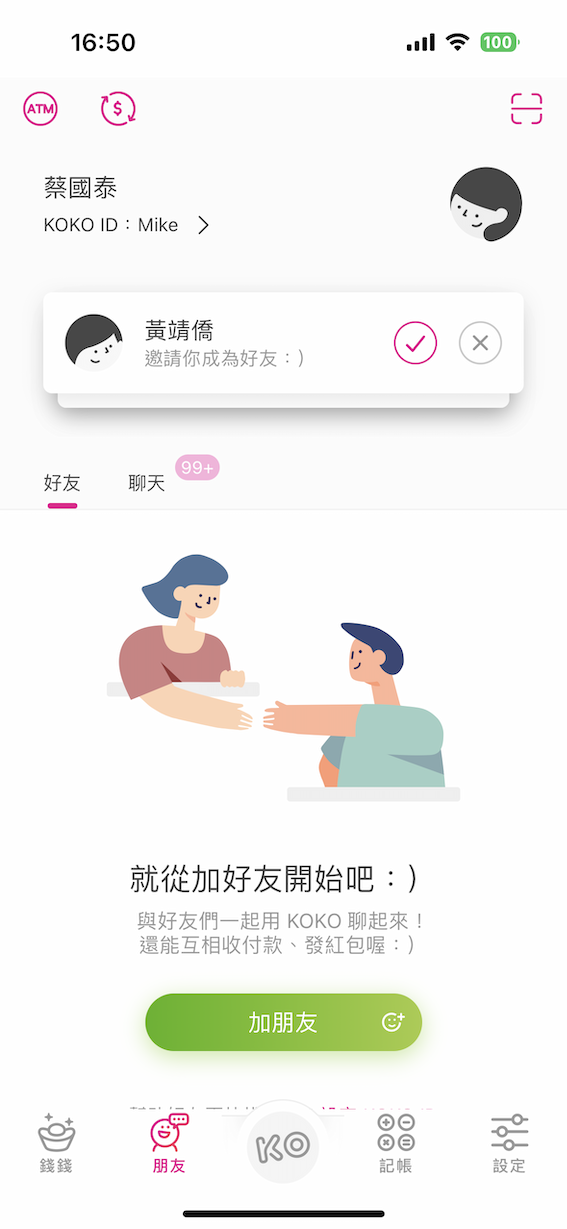 16:50
100
ATM
$
蔡國泰
KOKO ID：Mike
黃靖僑
邀請你成為好友：）
好友
聊天
99+
就從加好友開始吧：）
與好友們一起用 KOKO 聊起來！
還能互相收付款、發紅包喔：）
加朋友
錢錢
朋友
KO
記帳
設定